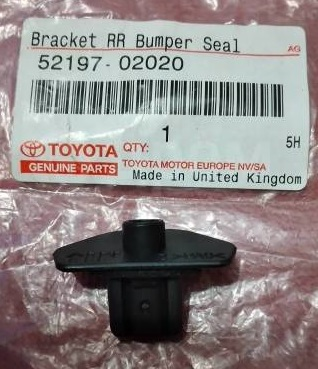 Bracket RR Bumper Seal
AG
52197-02020
1
TOYOTA QTY: 5H
GENUINE PARTS TOYOTA MOTOR EUROPE NV/SA
Made in United Kingdom